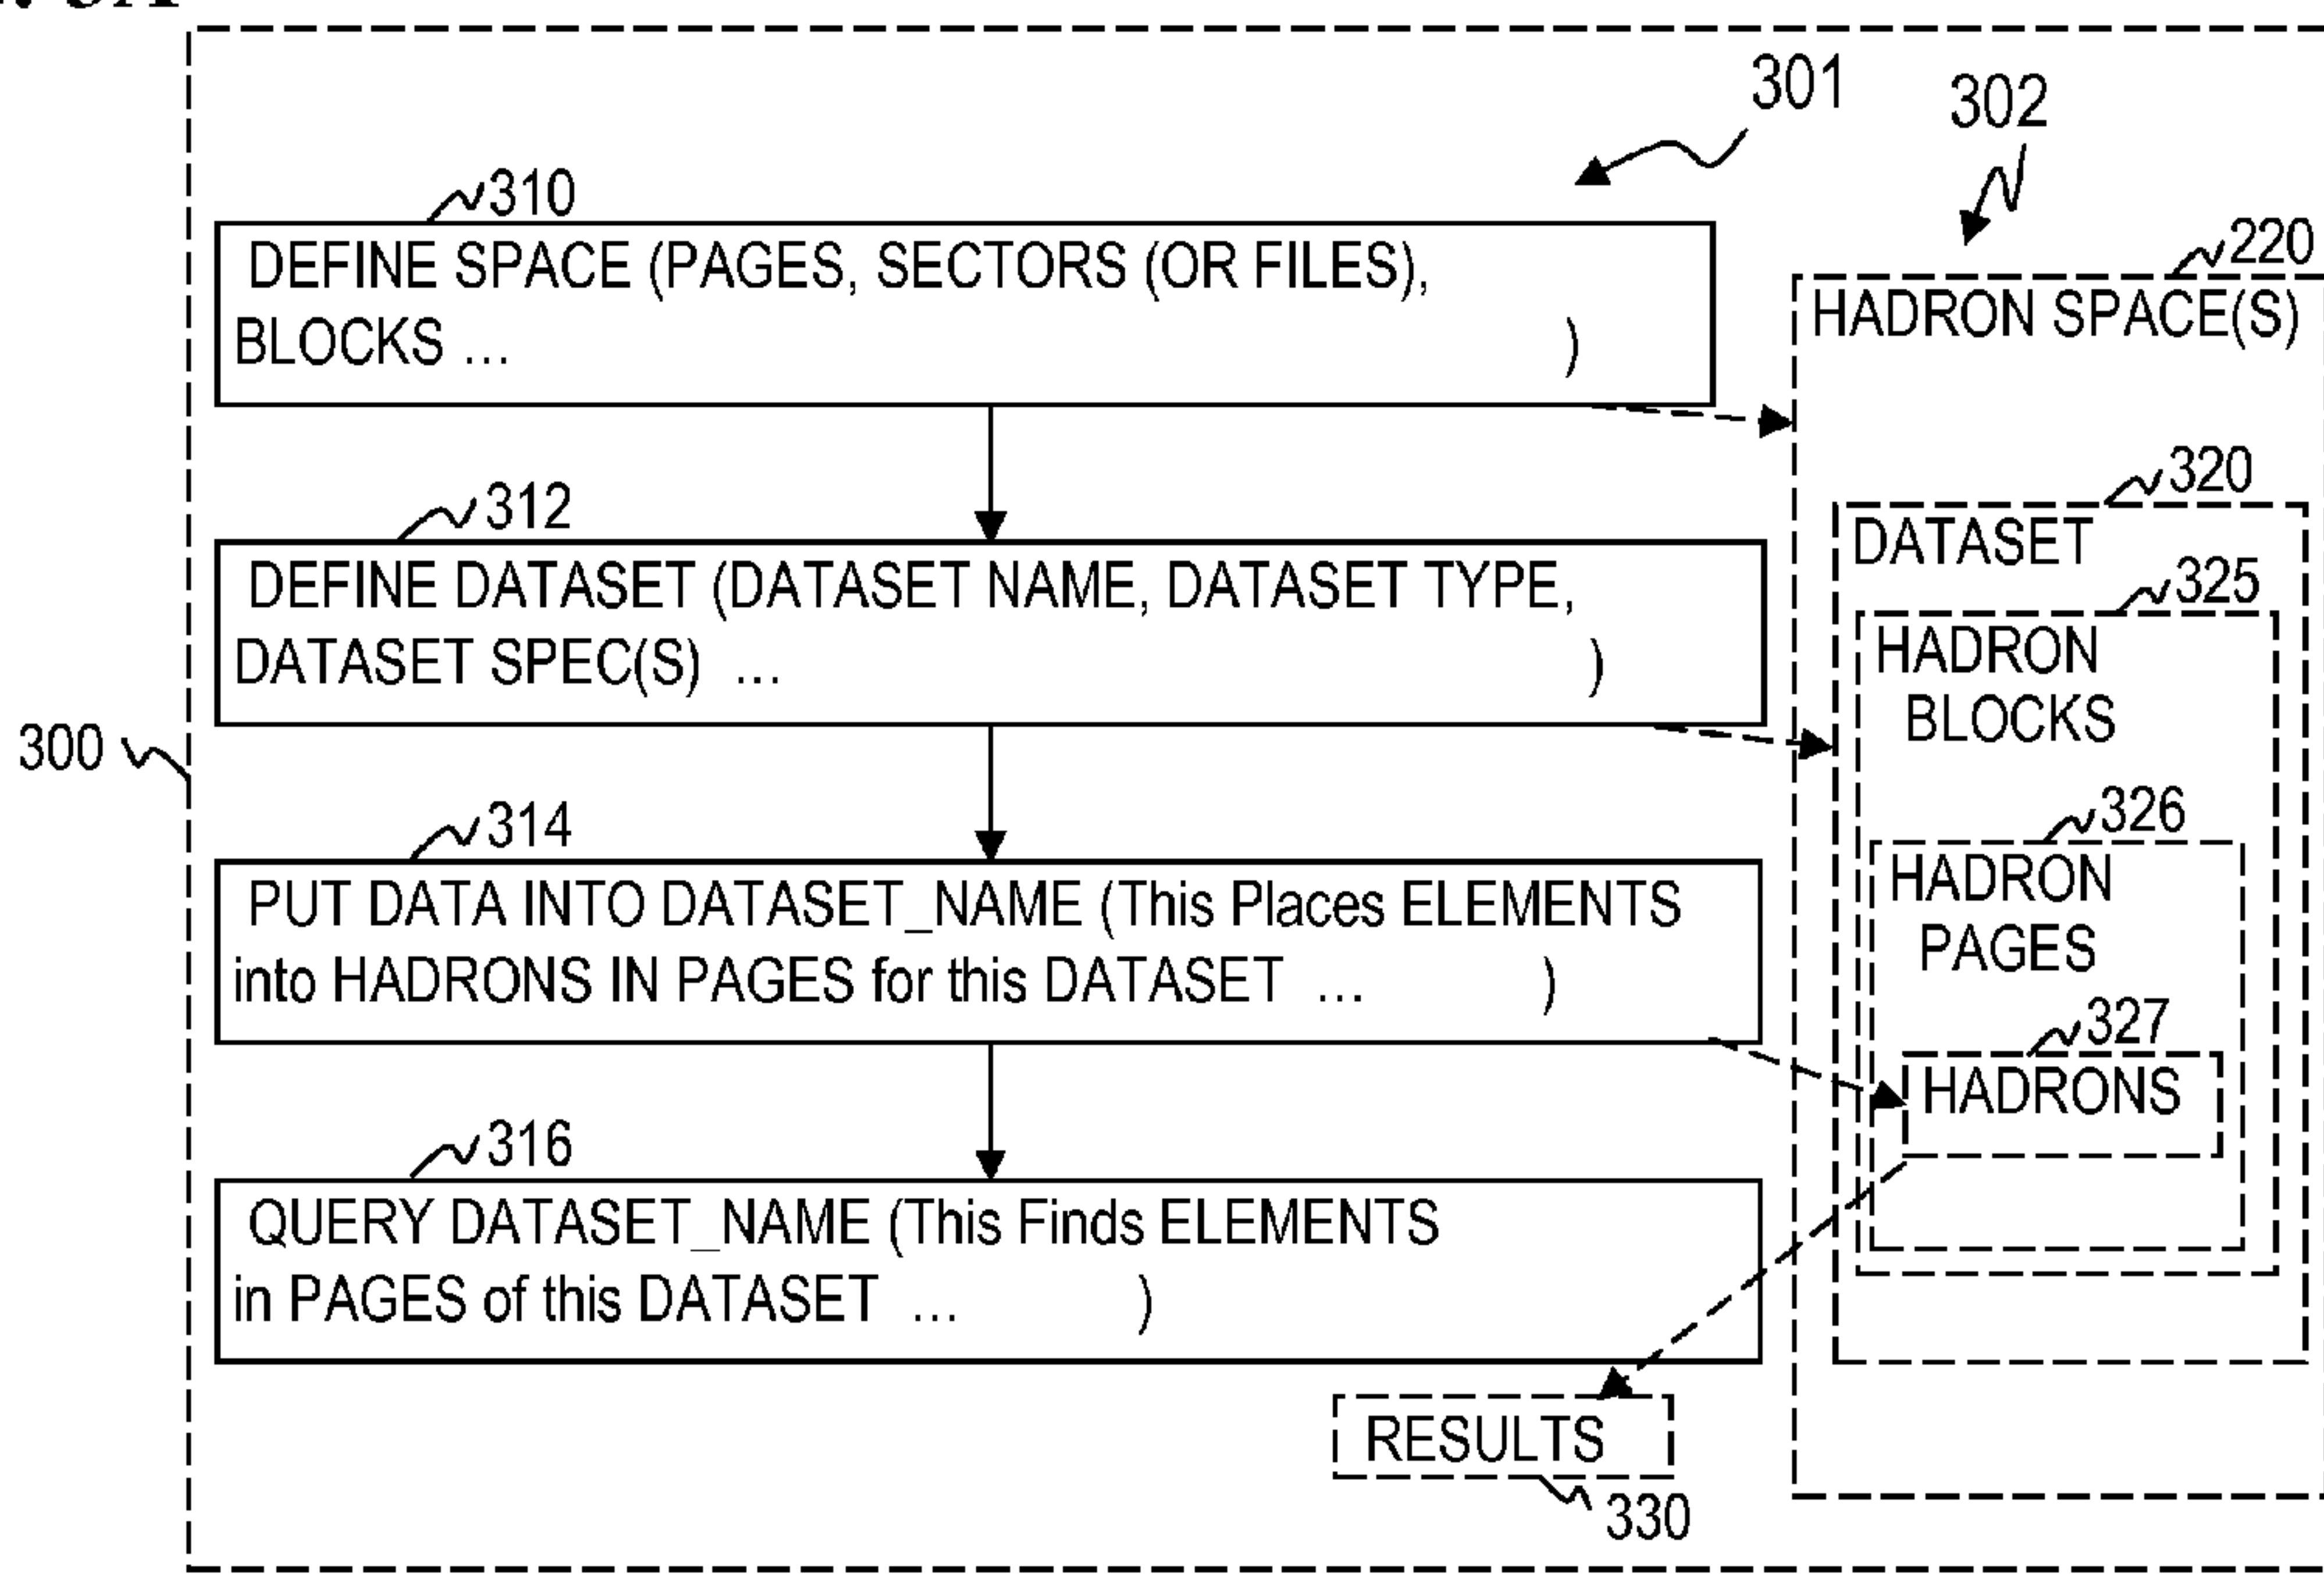 301
302
310
DEFINE SPACE (PAGES, SECTORS (OR FILES),
BLOCKS ... )
220
HADRON SPACE(S)
312
DEFINE DATASET (DATASET NAME, DATASET TYPE,
DATASET SPEC(S) ... )
320
DATASET
325
HADRON
BLOCKS
300
314
PUT DATA INTO DATASET_NAME (This Places ELEMENTS
into HADRONS IN PAGES for this DATASET ... )
326
HADRON
PAGES
327
HADRONS
316
QUERY DATASET_NAME (This Finds ELEMENTS
in PAGES of this DATASET ... )
RESULTS
330